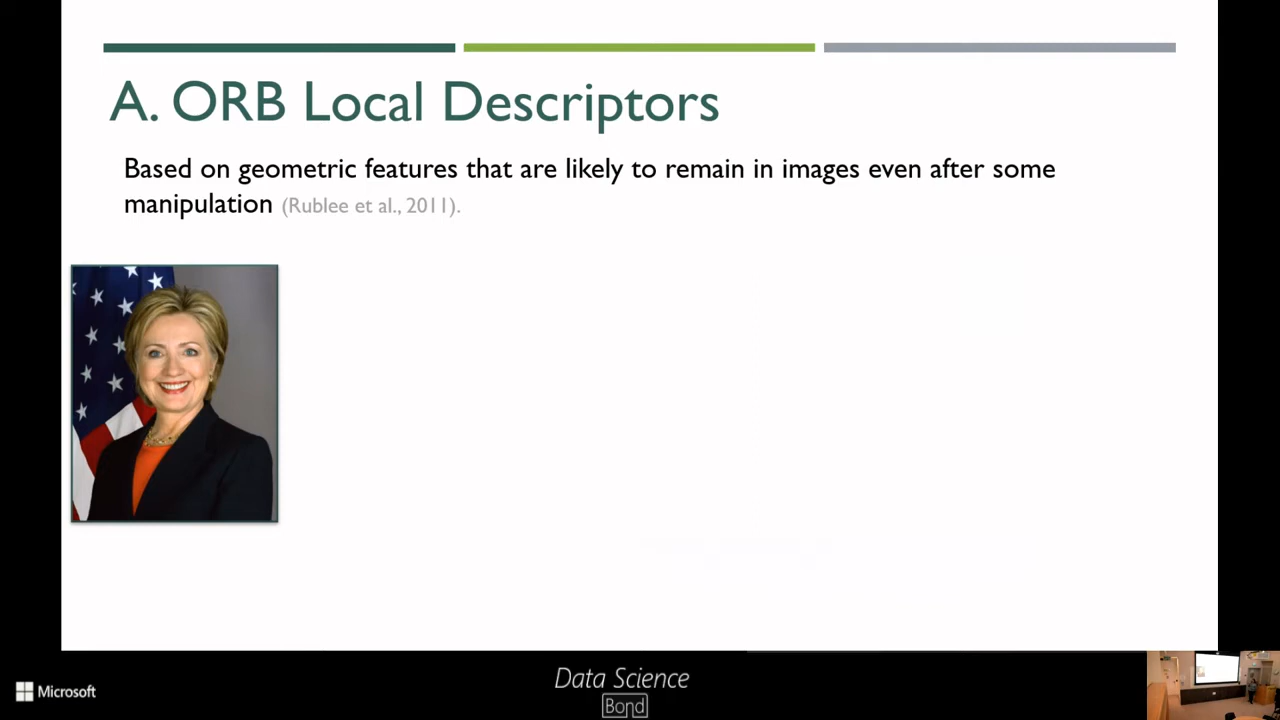 A. ORB Local Descriptors
Based on geometric features that are likely to remain in images even after some
manipulation (Rublee et al., 2011).
Microsoft
Data Science
Bond